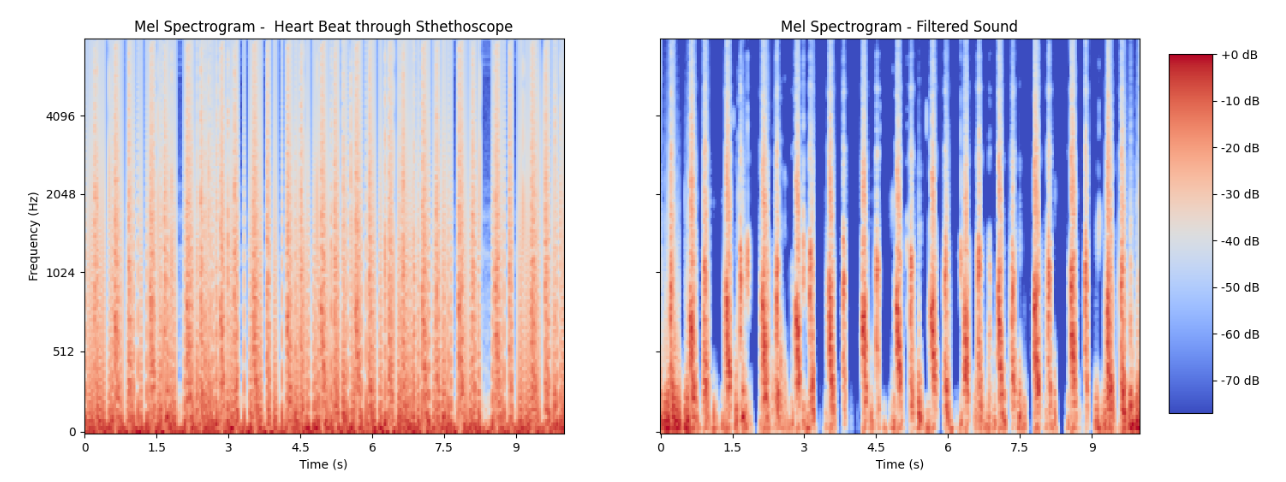 Mel Spectrogram -  Heart Beat through Sthethoscope
Mel Spectrogram - Filtered Sound
Frequency (Hz)
4096
2048
1024
512
0
0 1.5 3 4.5 6 7.5 9
Time (s)
0 1.5 3 4.5 6 7.5 9
Time (s)
+0 dB
-10 dB
-20 dB
-30 dB
-40 dB
-50 dB
-60 dB
-70 dB